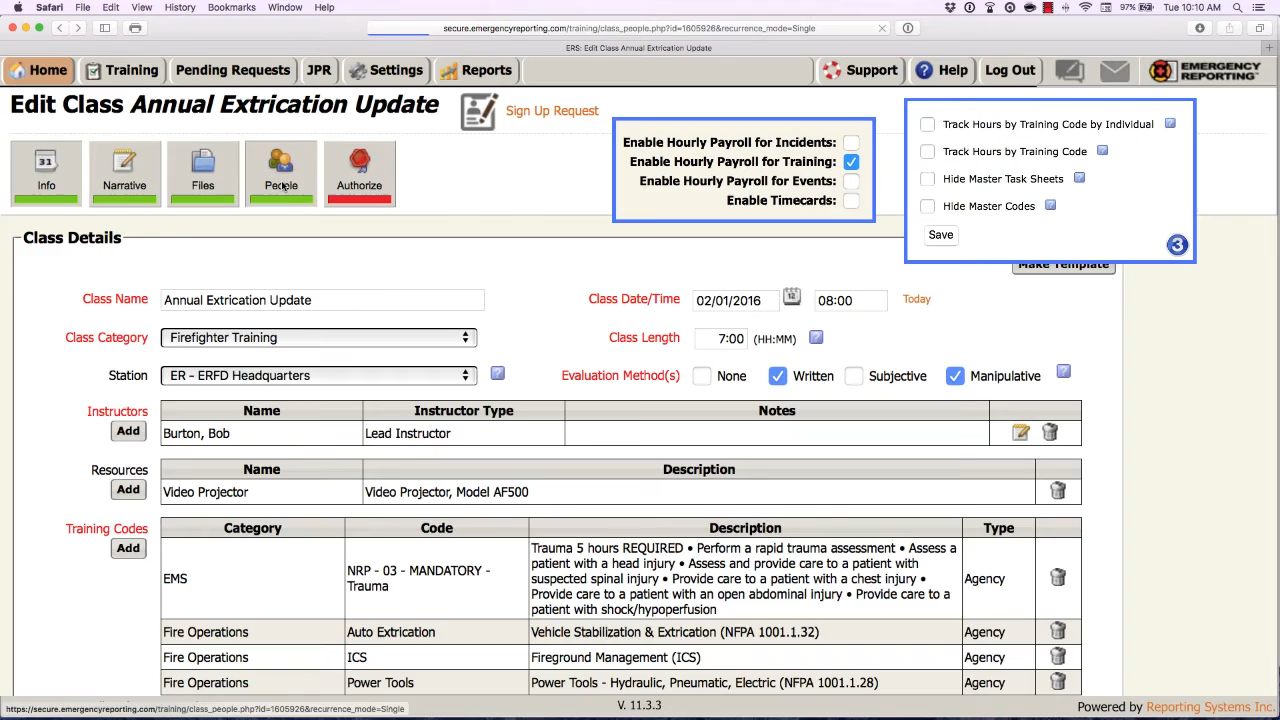 Safari File Edit View History Bookmarks Window Help 97% Tue 10:10 AM
secure.emergencyreporting.com/training/class_people.php?id=1605926&recurrence_mode=Single
ERS: Edit Class Annual Extrication Update
Home Training Pending Requests JPR Settings Reports Support Help Log Out EMERGENCY REPORTING
Edit Class Annual Extrication Update Sign Up Request
Info Narrative Files People Authorize
31
Enable Hourly Payroll for Incidents:
Enable Hourly Payroll for Training:
Enable Hourly Payroll for Events:
Enable Timecards:
Track Hours by Training Code by Individual ?
Track Hours by Training Code ?
Hide Master Task Sheets ?
Hide Master Codes ?
Save
3
Class Details
Make Template
Class Name Annual Extrication Update Class Date/Time 02/01/2016 12 08:00 Today
Class Category Firefighter Training Class Length 7:00 (HH:MM) ?
Station ER - ERFD Headquarters ? Evaluation Method(s) None Written Subjective Manipulative ?
Instructors Name Instructor Type Notes
Add Burton, Bob Lead Instructor
Resources Name Description
Add Video Projector Video Projector, Model AF500
Training Codes Category Code Description Type
Add
EMS NRP - 03 - MANDATORY - Trauma Trauma 5 hours REQUIRED • Perform a rapid trauma assessment • Assess a
patient with a head injury • Assess and provide care to a patient with
suspected spinal injury • Provide care to a patient with a chest injury •
Provide care to a patient with an open abdominal injury • Provide care to a
patient with shock/hypoperfusion Agency
Fire Operations Auto Extrication Vehicle Stabilization & Extrication (NFPA 1001.1.32) Agency
Fire Operations ICS Fireground Management (ICS) Agency
Fire Operations Power Tools Power Tools - Hydraulic, Pneumatic, Electric (NFPA 1001.1.28) Agency
https://secure.emergencyreporting.com/training/class_people.php?id=1605926&recurrence_mode=Single V. 11.3.3 Powered by Reporting Systems Inc.